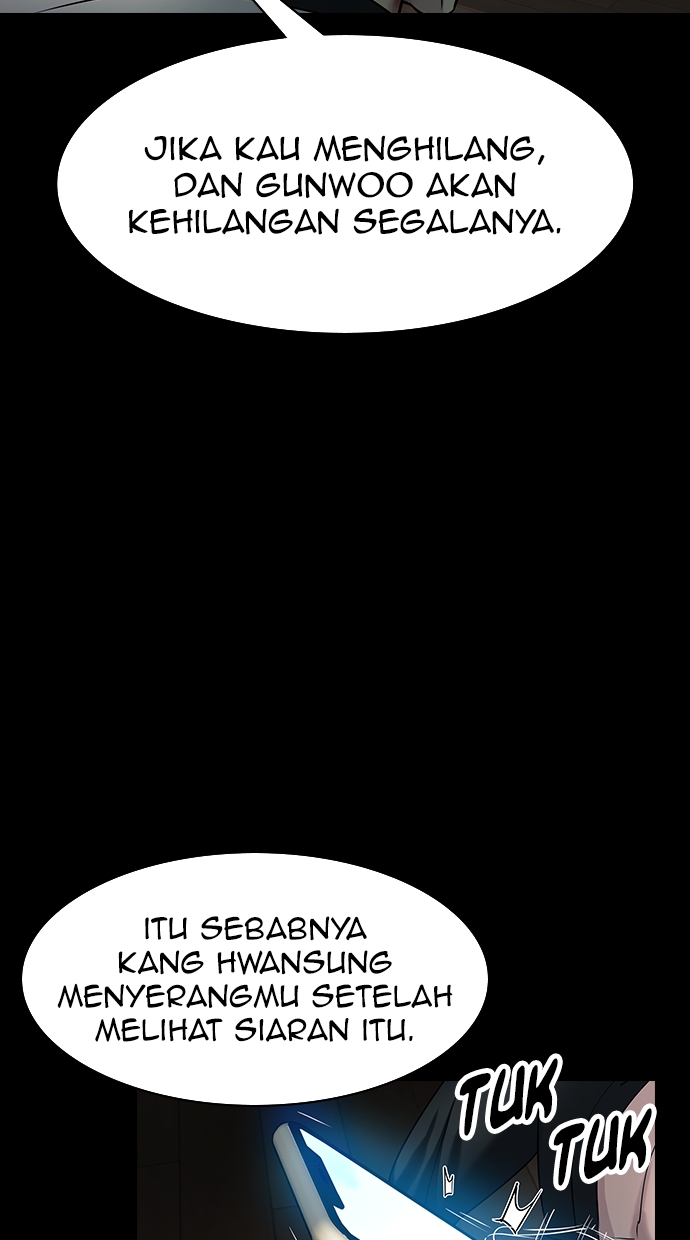 JIKA KAU MENGHILANG,
DAN GUNWOO AKAN
KEHILANGAN SEGALANYA.
ITU SEBABNYA
KANG HWANSUNG
MENYERANGMU SETELAH
MELIHAT SIARAN ITU.
TUK
TUK